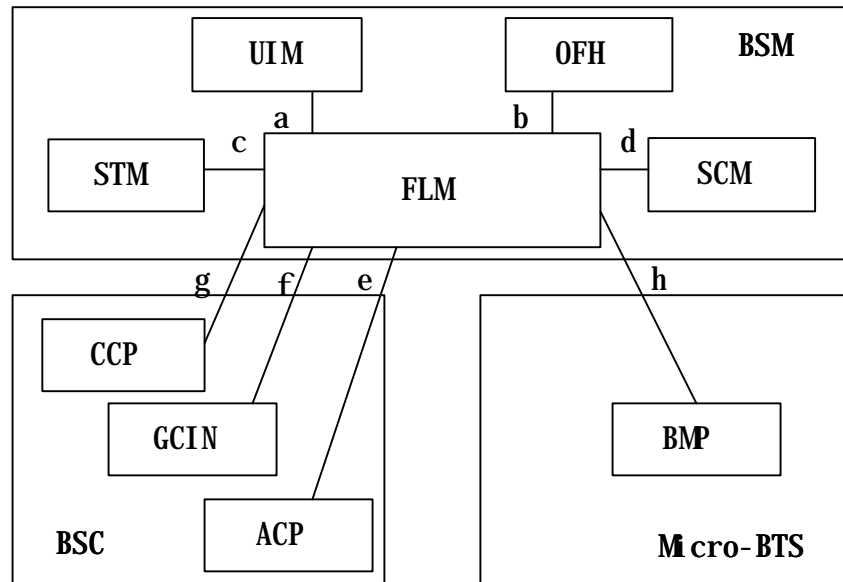 UIM
OFH
BSM
a
b
c
d
STM
FLM
SCM
g
f
e
h
CCP
GCIN
BMP
ACP
BSC
Micro-BTS